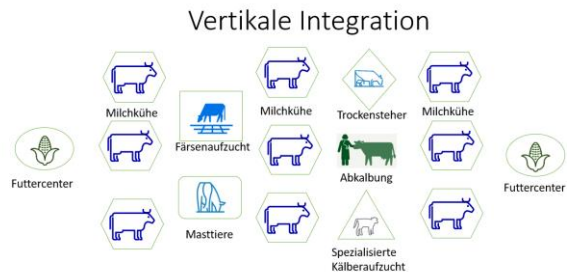 Vertikale Integration
Milchkühe
Färsenaufzucht
Milchkühe
Trockensteher
Milchkühe
Futtercenter
Abkalbung
Futtercenter
Masttiere
Spezialisierte
Kälberaufzucht